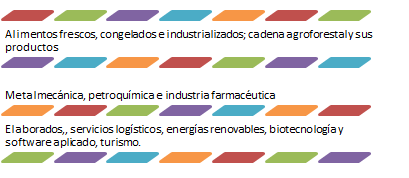 Alimentos frescos, congelados e industrializados; cadena agroforestal y sus
productos
Metalmecánica, petroquímica e industria farmacéutica
Elaborados,, servicios logísticos, energías renovables, biotecnología y
software aplicado, turismo.